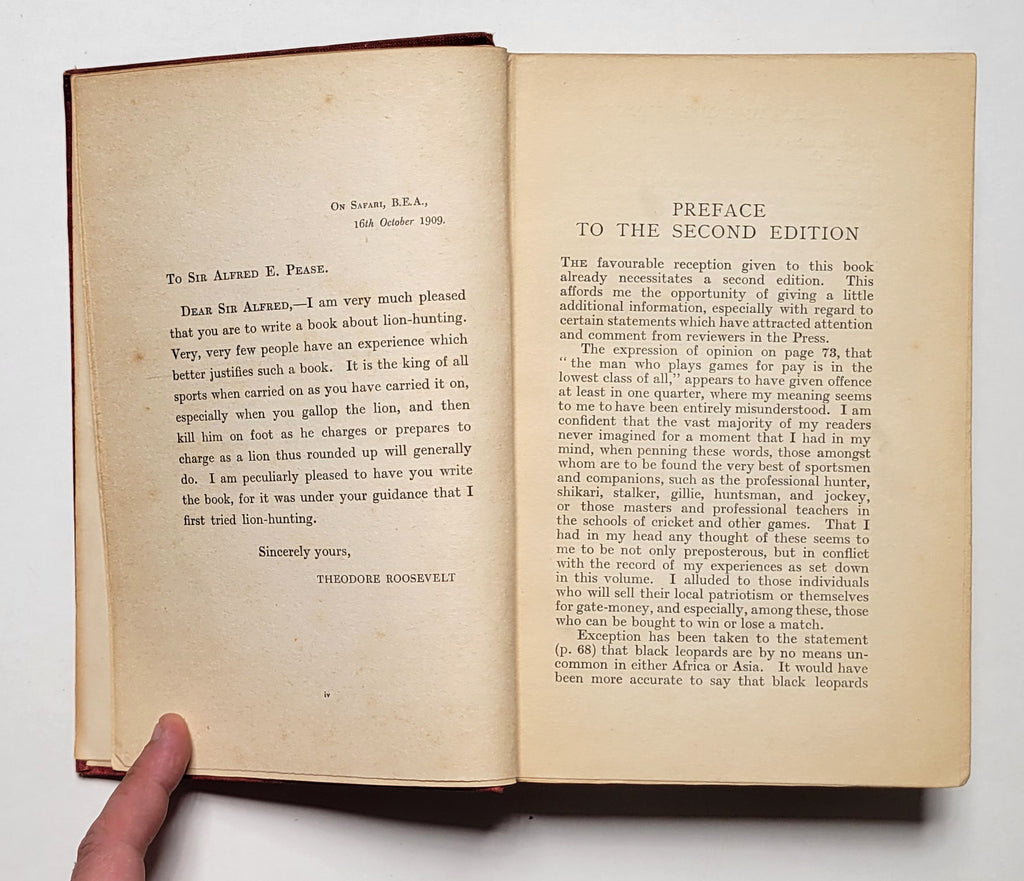 On Safari, B.E.A.,
16th October 1909.
To Sir Alfred E. Pease.
Dear Sir Alfred,—I am very much pleased
that you are to write a book about lion-hunting.
Very, very few people have an experience which
better justifies such a book. It is the king of all
sports when carried on as you have carried it on,
especially when you gallop the lion, and then
kill him on foot as he charges or prepares to
charge as a lion thus rounded up will generally
do. I am peculiarly pleased to have you write
the book, for it was under your guidance that I
first tried lion-hunting.
Sincerely yours,
THEODORE ROOSEVELT
iv
PREFACE
TO THE SECOND EDITION
The favourable reception given to this book
already necessitates a second edition. This
affords me the opportunity of giving a little
additional information, especially with regard to
certain statements which have attracted attention
and comment from reviewers in the Press.
The expression of opinion on page 73, that
"the man who plays games for pay is in the
lowest class of all," appears to have given offence
at least in one quarter, where my meaning seems
to me to have been entirely misunderstood. I am
confident that the vast majority of my readers
never imagined for a moment that I had in my
mind, when penning these words, those amongst
whom are to be found the very best of sportsmen
and companions, such as the professional hunter,
shikari, stalker, gillie, huntsman, and jockey,
or those masters and professional teachers in
the schools of cricket and other games. That I
had in my head any thought of these seems to
me to be not only preposterous, but in conflict
with the record of my experiences as set down
in this volume. I alluded to those individuals
who will sell their local patriotism or themselves
for gate-money, and especially, among these, those
who can be bought to win or lose a match.
Exception has been taken to the statement
(p. 68) that black leopards are by no means un-
common in either Africa or Asia. It would have
been more accurate to say that black leopards